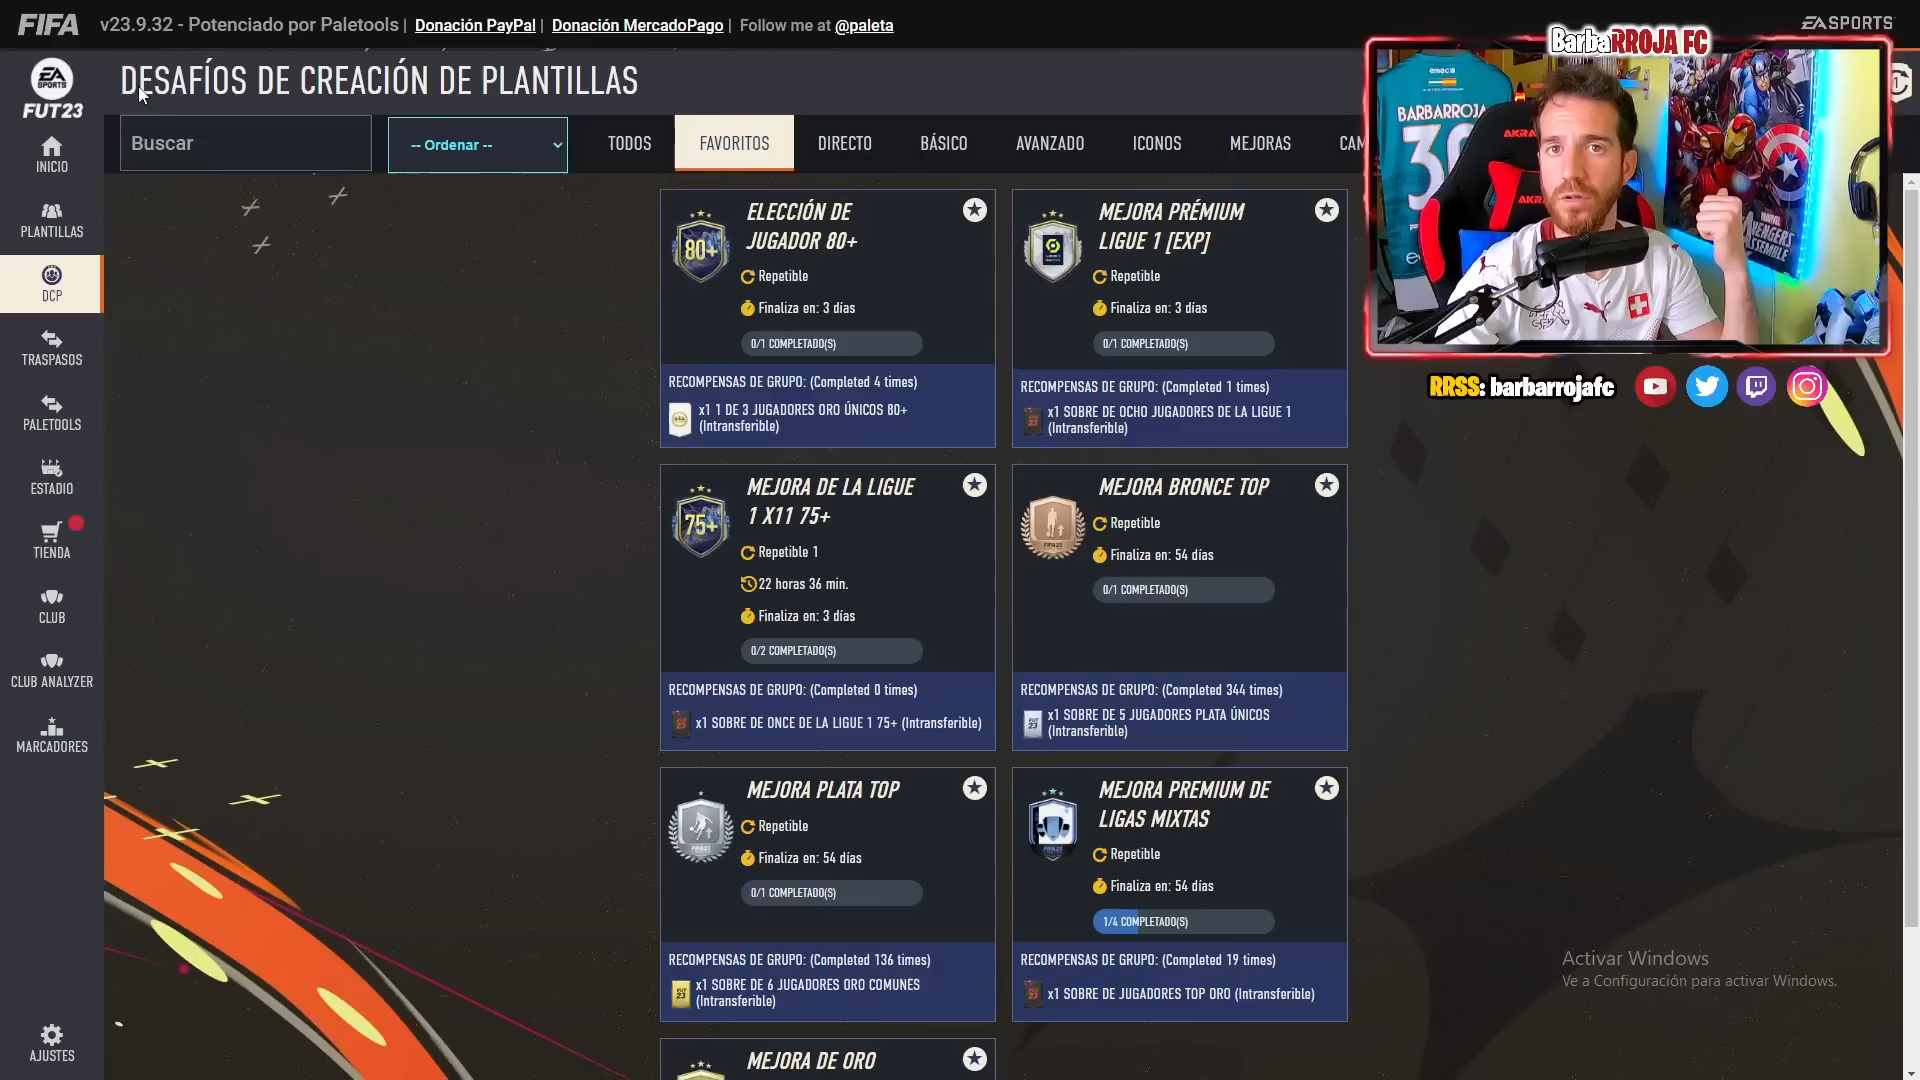 FIFA v23.9.32 - Potenciado por Paletools | Donación PayPal | Donación MercadoPago | Follow me at @paleta
EA SPORTS
EA SPORTS
FUT23
INICIO
PLANTILLAS
DCP
TRASPASOS
PALETOOLS
ESTADIO
TIENDA
CLUB
CLUB ANALYZER
MARCADORES
AJUSTES
DESAFÍOS DE CREACIÓN DE PLANTILLAS
Buscar
-- Ordenar --
TODOS FAVORITOS DIRECTO BÁSICO AVANZADO ICONOS MEJORAS CAM
ELECCIÓN DE
JUGADOR 80+
80+
Repetible
Finaliza en: 3 días
0/1 COMPLETADO(S)
RECOMPENSAS DE GRUPO: (Completed 4 times)
x1 1 DE 3 JUGADORES ORO ÚNICOS 80+
(Intransferible)
MEJORA PRÉMIUM
LIGUE 1 [EXP]
Repetible
Finaliza en: 3 días
0/1 COMPLETADO(S)
RECOMPENSAS DE GRUPO: (Completed 1 times)
x1 SOBRE DE OCHO JUGADORES DE LA LIGUE 1
(Intransferible)
MEJORA DE LA LIGUE
1 X11 75+
75+
Repetible 1
22 horas 36 min.
Finaliza en: 3 días
0/2 COMPLETADO(S)
RECOMPENSAS DE GRUPO: (Completed 0 times)
x1 SOBRE DE ONCE DE LA LIGUE 1 75+ (Intransferible)
MEJORA BRONCE TOP
Repetible
Finaliza en: 54 días
0/1 COMPLETADO(S)
RECOMPENSAS DE GRUPO: (Completed 344 times)
x1 SOBRE DE 5 JUGADORES PLATA ÚNICOS
(Intransferible)
MEJORA PLATA TOP
Repetible
Finaliza en: 54 días
0/1 COMPLETADO(S)
RECOMPENSAS DE GRUPO: (Completed 136 times)
x1 SOBRE DE 6 JUGADORES ORO COMUNES
(Intransferible)
MEJORA PREMIUM DE
LIGAS MIXTAS
Repetible
Finaliza en: 54 días
1/4 COMPLETADO(S)
RECOMPENSAS DE GRUPO: (Completed 19 times)
x1 SOBRE DE JUGADORES TOP ORO (Intransferible)
MEJORA DE ORO
BarbaRROJA FC
BARBARROJA
AKRA
AKRA
MARVEL
AVENGERS
ASSEMBLE
RRSS: barbarrojafc
Activar Windows
Ve a Configuración para activar Windows.